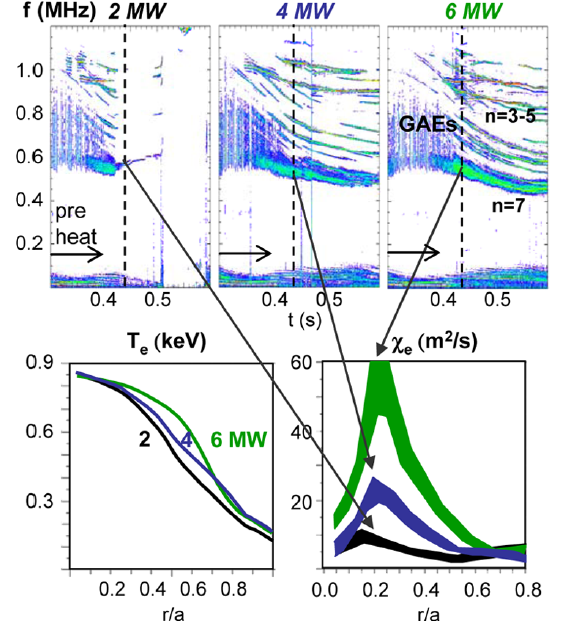 f (MHz) 2 MW 4 MW 6 MW
1.0
0.8
0.6
0.4
0.2
GAEs n=3-5
n=7
pre
heat
0.4 0.5 0.4 0.5 0.4 0.5
t (s)
Te (keV) χe (m²/s)
0.9 60
0.6 40
0.3 20
2 4 6 MW
0.2 0.4 0.6 0.8 0.0 0.2 0.4 0.6 0.8
r/a r/a